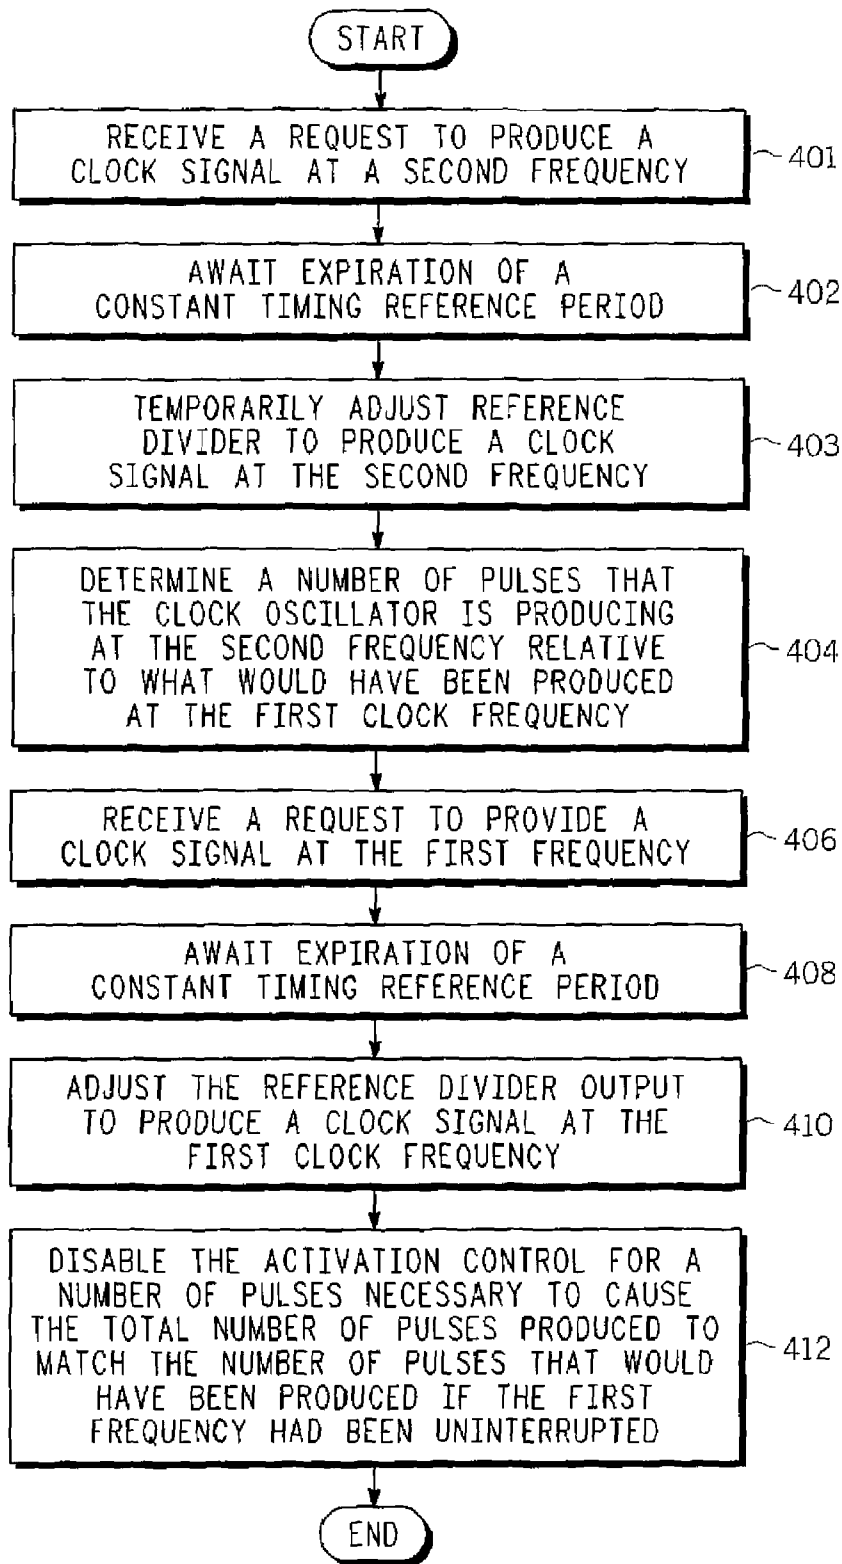 START
RECEIVE A REQUEST TO PRODUCE A
CLOCK SIGNAL AT A SECOND FREQUENCY
401
AWAIT EXPIRATION OF A
CONSTANT TIMING REFERENCE PERIOD
402
TEMPORARILY ADJUST REFERENCE
DIVIDER TO PRODUCE A CLOCK
SIGNAL AT THE SECOND FREQUENCY
403
DETERMINE A NUMBER OF PULSES THAT
THE CLOCK OSCILLATOR IS PRODUCING
AT THE SECOND FREQUENCY RELATIVE
TO WHAT WOULD HAVE BEEN PRODUCED
AT THE FIRST CLOCK FREQUENCY
404
RECEIVE A REQUEST TO PROVIDE A
CLOCK SIGNAL AT THE FIRST FREQUENCY
406
AWAIT EXPIRATION OF A
CONSTANT TIMING REFERENCE PERIOD
408
ADJUST THE REFERENCE DIVIDER OUTPUT
TO PRODUCE A CLOCK SIGNAL AT THE
FIRST CLOCK FREQUENCY
410
DISABLE THE ACTIVATION CONTROL FOR A
NUMBER OF PULSES NECESSARY TO CAUSE
THE TOTAL NUMBER OF PULSES PRODUCED TO
MATCH THE NUMBER OF PULSES THAT WOULD
HAVE BEEN PRODUCED IF THE FIRST
FREQUENCY HAD BEEN UNINTERRUPTED
412
END